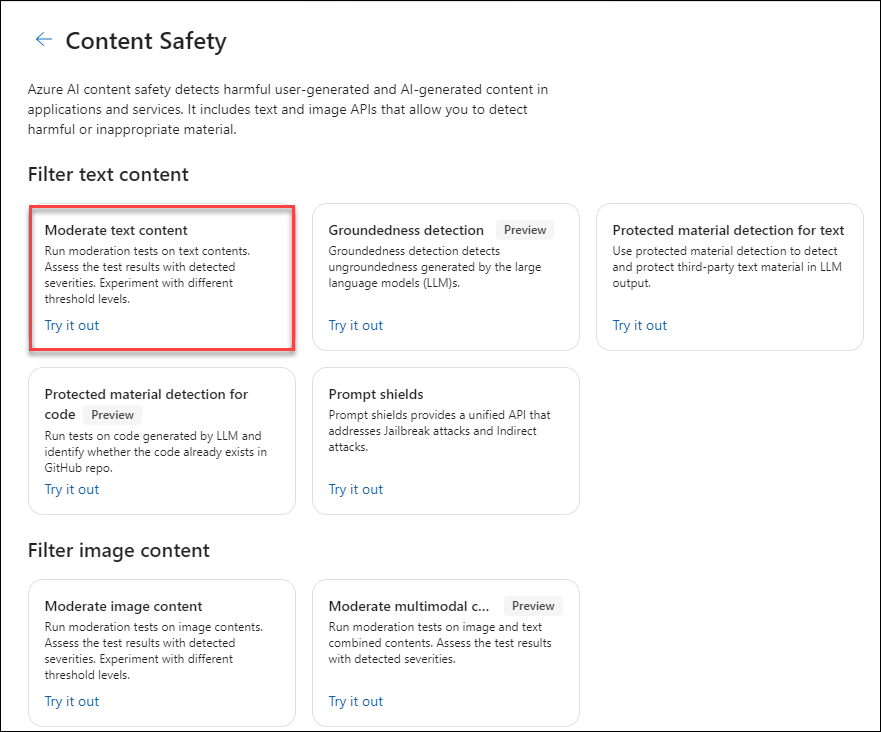 Content Safety
Azure AI content safety detects harmful user-generated and AI-generated content in
applications and services. It includes text and image APIs that allow you to detect
harmful or inappropriate material.
Filter text content
Moderate text content
Run moderation tests on text contents.
Assess the test results with detected
severities. Experiment with different
threshold levels.
Try it out
Groundedness detection Preview
Groundedness detection detects
ungroundedness generated by the large
language models (LLM)s.
Try it out
Protected material detection for text
Use protected material detection to detect
and protect third-party text material in LLM
output.
Try it out
Protected material detection for
code Preview
Run tests on code generated by LLM and
identify whether the code already exists in
GitHub repo.
Try it out
Prompt shields
Prompt shields provides a unified API that
addresses Jailbreak attacks and Indirect
attacks.
Try it out
Filter image content
Moderate image content
Run moderation tests on image contents.
Assess the test results with detected
severities. Experiment with different
threshold levels.
Try it out
Moderate multimodal c... Preview
Run moderation tests on image and text
combined contents. Assess the test results
with detected severities.
Try it out